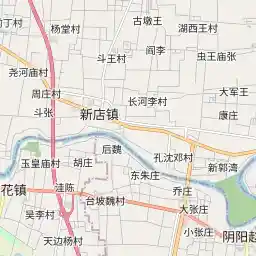 前丁村
杨堂村
古墩王
湖西王村
阎李
斗王村
虫王庙张
尧河庙村
周庄村
大军王
长河李村
斗张
新店镇
康庄
后魏
孔沈邓村
玉皇庙村
胡庄
新郭湾
东朱庄
花镇
洼陈
乔庄
台坡魏村
吴李村
大张庄
小张庄
天边杨村
阴阳赵